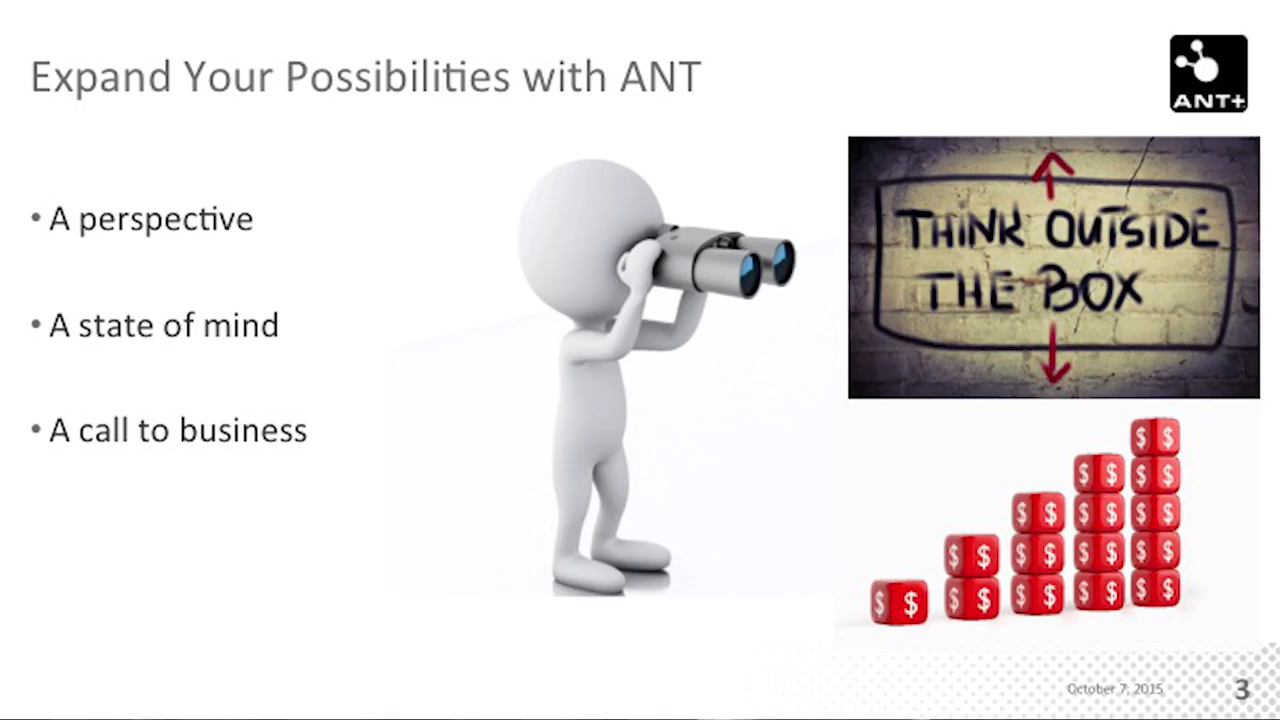 Expand Your Possibilities with ANT
ANT+
• A perspective
• A state of mind
• A call to business
THINK OUTSIDE
THE BOX
$ $
$ $
$ $ $ $
$ $
$ $ $ $ $ $
$ $ $ $ $ $ $ $
$ $ $ $ $ $ $ $ $ $
October 7, 2015
3